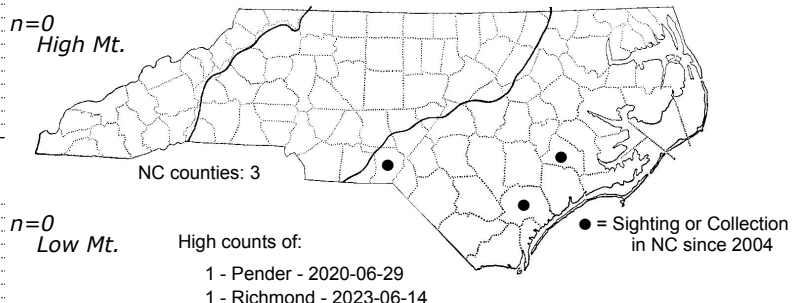 n=0
High Mt.
NC counties: 3
n=0
Low Mt.
High counts of:
1 - Pender - 2020-06-29
1 - Richmond - 2023-06-14
● = Sighting or Collection
in NC since 2004